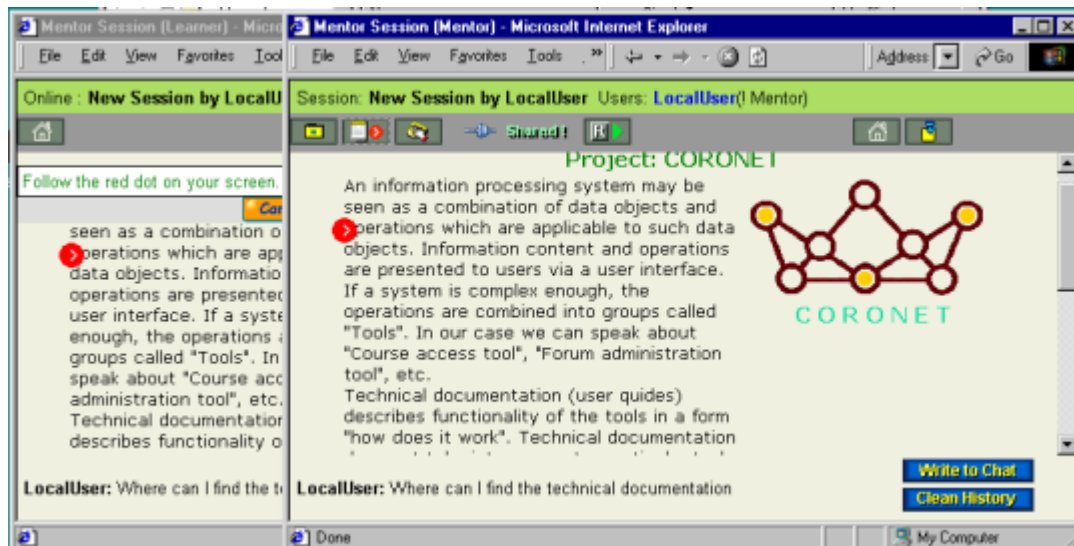 Mentor Session (Learner) - Micro
File Edit View Favorites Tool
Online : New Session by LocalU
Follow the red dot on your screen.
seen as a combination o
operations which are app
data objects. Informatio
operations are presented
user interface. If a syste
enough, the operations
groups called "Tools". In
speak about "Course acc
administration tool", etc.
Technical documentation
describes functionality o
LocalUser: Where can I find the t
Mentor Session (Mentor) - Microsoft Internet Explorer
File Edit View Favorites Tools » Address Go
Session: New Session by LocalUser Users: LocalUser(! Mentor)
Shared!
Project: CORONET
An information processing system may be
seen as a combination of data objects and
operations which are applicable to such data
objects. Information content and operations
are presented to users via a user interface.
If a system is complex enough, the
operations are combined into groups called
"Tools". In our case we can speak about
"Course access tool", "Forum administration
tool", etc.
Technical documentation (user quides)
describes functionality of the tools in a form
"how does it work". Technical documentation
CORONET
Write to Chat
LocalUser: Where can I find the technical documentation
Clean History
Done
My Computer